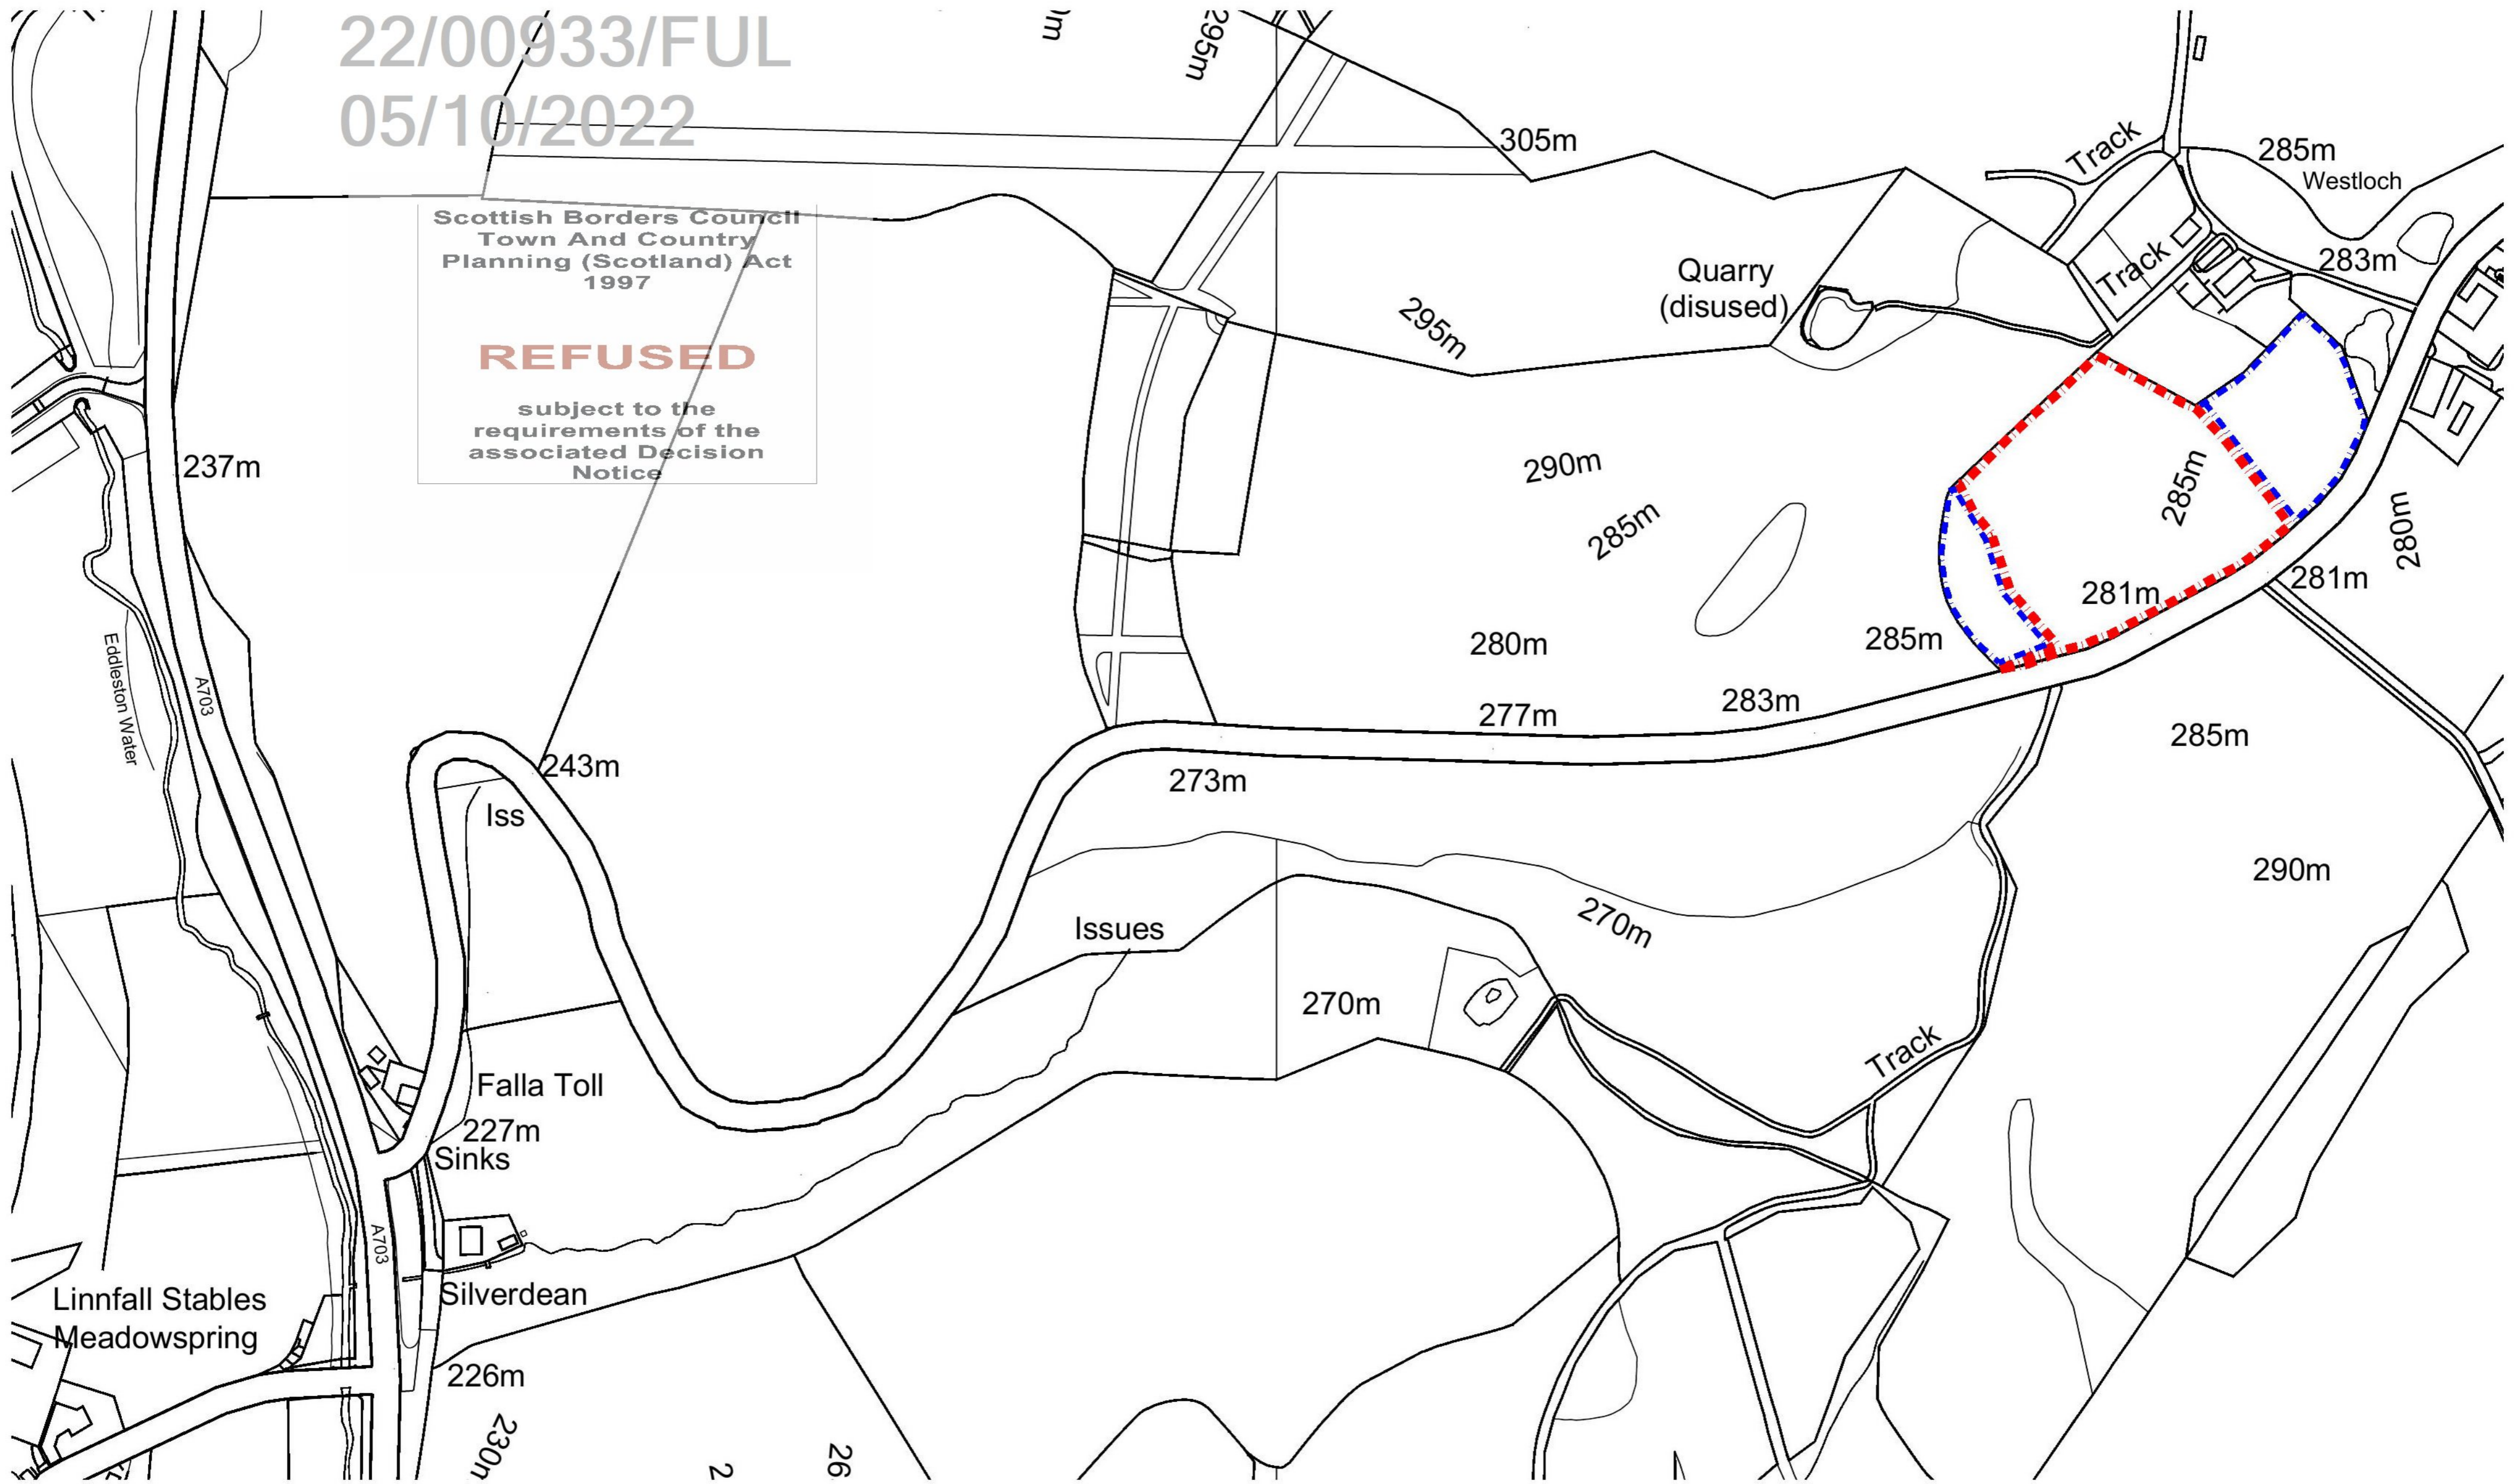 22/00933/FUL
05/10/2022
Scottish Borders Council
Town And Country
Planning (Scotland) Act
1997
REFUSED
subject to the
requirements of the
associated Decision
Notice
295m
305m
Track
285m
Westloch
283m
Track
Quarry
(disused)
295m
237m
290m
285m
285m
280m
281m
281m
Eddleston Water
A703
280m
285m
277m
283m
285m
243m
273m
Iss
290m
Issues
270m
270m
Track
Falla Toll
227m
Sinks
A703
Silverdean
Linnfall Stables
Meadowspring
226m